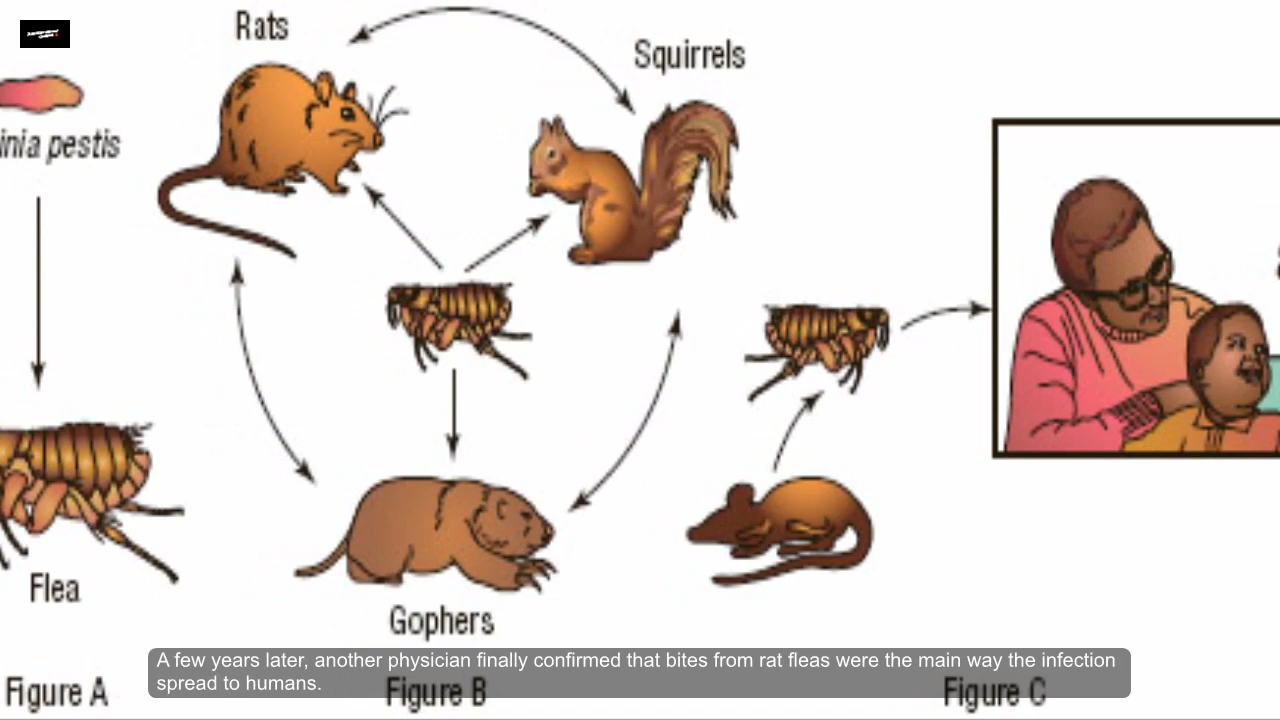 Rats
Squirrels
inia pestis
Flea
Gophers
A few years later, another physician finally confirmed that bites from rat fleas were the main way the infection
spread to humans.
Figure A
Figure B
Figure C